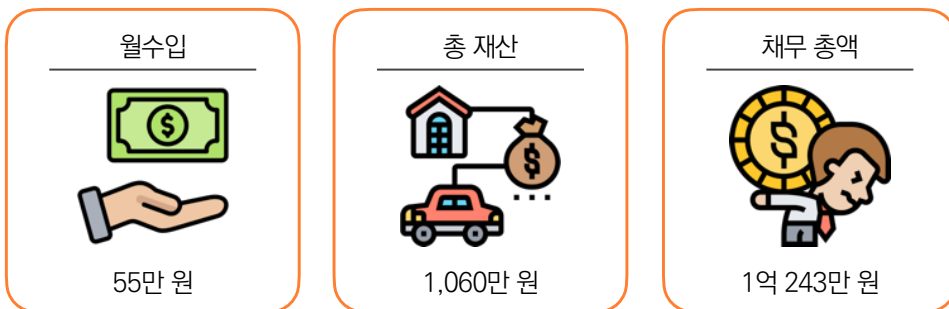 월수입
총 재산
채무 총액
55만 원
1,060만 원
1억 243만 원